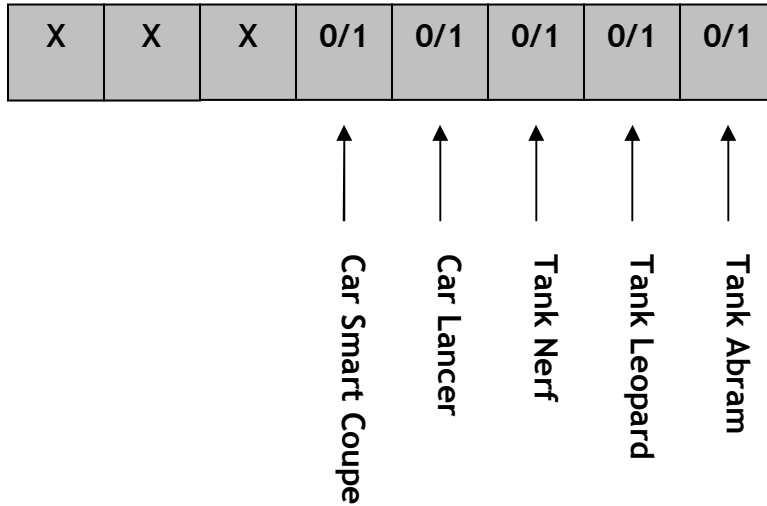 X X X 0/1 0/1 0/1 0/1 0/1
Car Smart Coupe
Car Lancer
Tank Nerf
Tank Leopard
Tank Abram